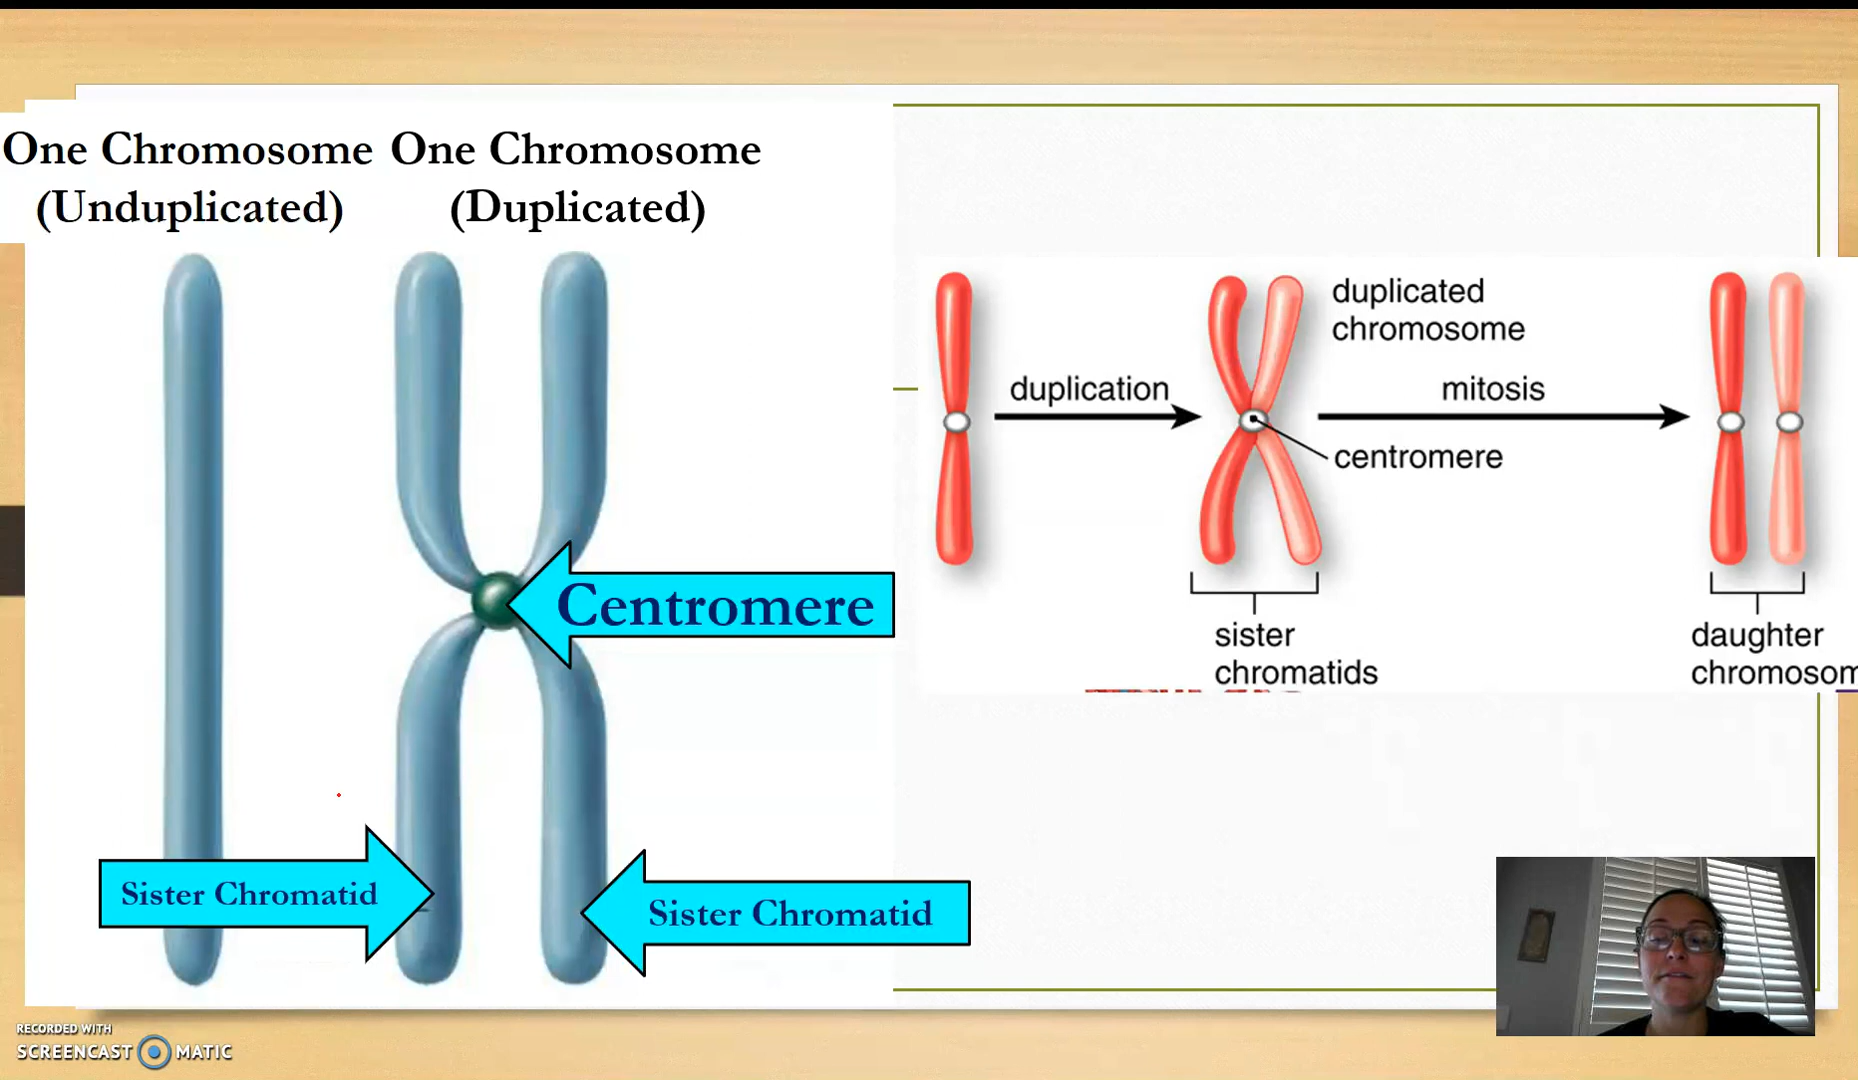 One Chromosome
(Unduplicated)
One Chromosome
(Duplicated)
Centromere
Sister Chromatid
Sister Chromatid
duplication
duplicated
chromosome
mitosis
centromere
sister
chromatids
daughter
chromosom
RECORDED WITH
SCREENCAST MATIC